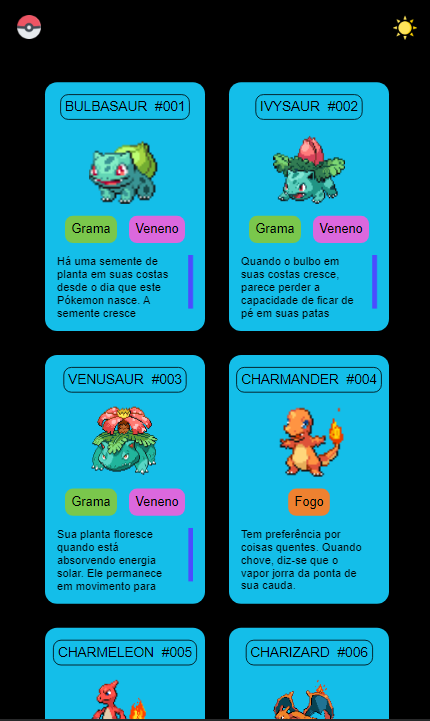 BULBASAUR #001
Grama Veneno
Há uma semente de
planta em suas costas
desde o dia que este
Pókemon nasce. A
semente cresce
IVYSAUR #002
Grama Veneno
Quando o bulbo em
suas costas cresce,
parece perder a
capacidade de ficar de
pé em suas patas
VENUSAUR #003
Grama Veneno
Sua planta floresce
quando está
absorvendo energia
solar. Ele permanece
em movimento para
CHARMANDER #004
Fogo
Tem preferência por
coisas quentes. Quando
chove, diz-se que o
vapor jorra da ponta de
sua cauda.
CHARMELEON #005
CHARIZARD #006